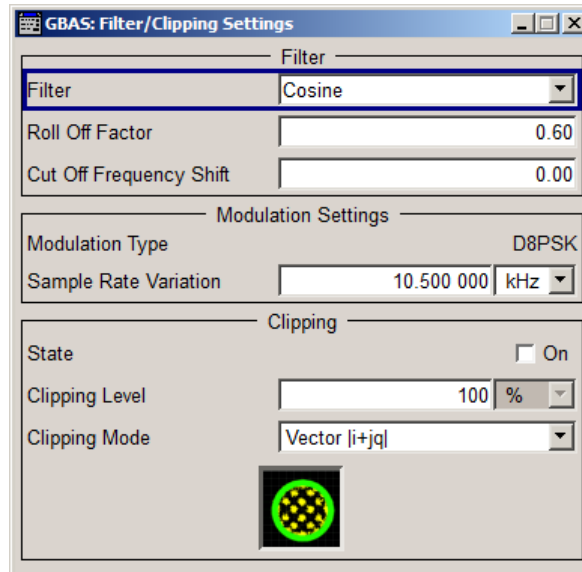 GBAS: Filter/Clipping Settings
Filter
Filter Cosine
Roll Off Factor 0.60
Cut Off Frequency Shift 0.00
Modulation Settings
Modulation Type D8PSK
Sample Rate Variation 10.500 000 kHz
Clipping
State On
Clipping Level 100 %
Clipping Mode Vector |i+jq|